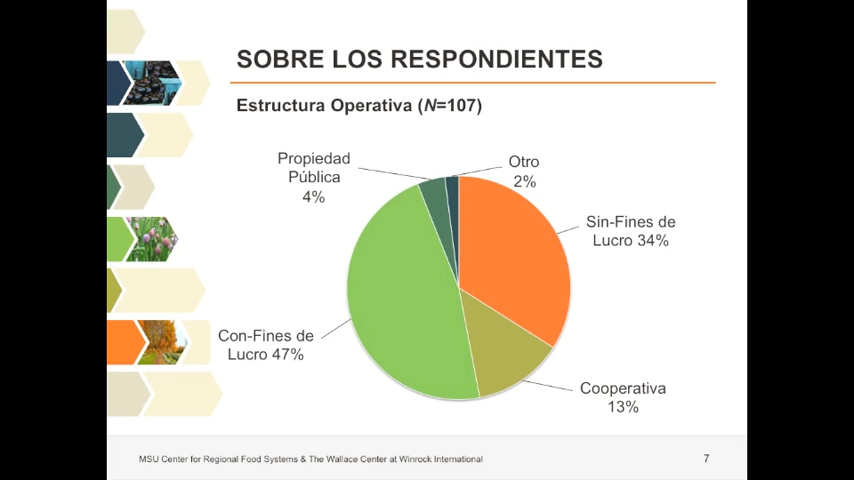 SOBRE LOS RESPONDIENTES
Estructura Operativa (N=107)
Propiedad
Pública
4%
Otro
2%
Sin-Fines de
Lucro 34%
Con-Fines de
Lucro 47%
Cooperativa
13%
MSU Center for Regional Food Systems & The Wallace Center at Winrock International
7